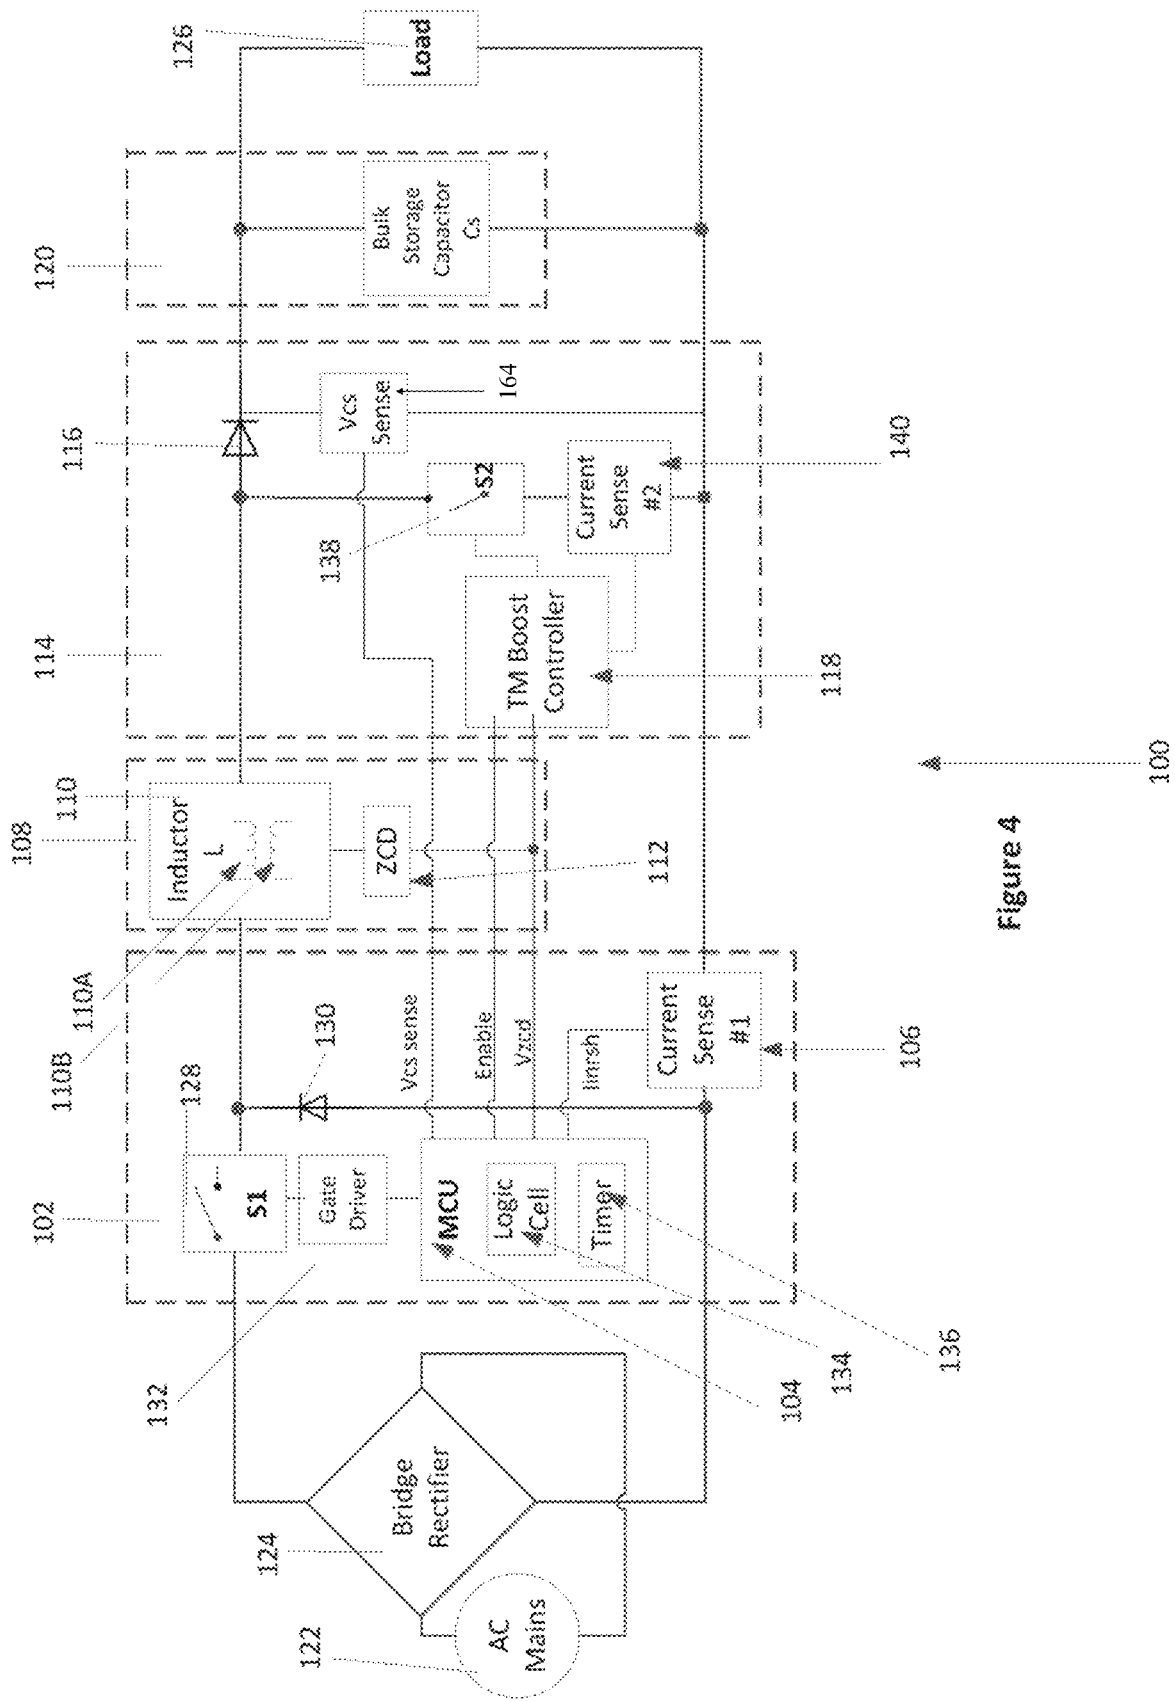 122
AC
Mains
124
Bridge
Rectifier
132
102
128
S1
Gate
Driver
MCU
Logic
Cell
Timer
104
134
136
130
110B
110A
Vcs sense
Enable
Vzcd
Iinrsh
Current
Sense
#1
106
108
110
Inductor
L
ZCD
112
114
TM Boost
Controller
118
138
S2
Current
Sense
#2
140
116
Vcs
Sense
164
120
Bulk
Storage
Capacitor
Cs
126
Load
100
Figure 4